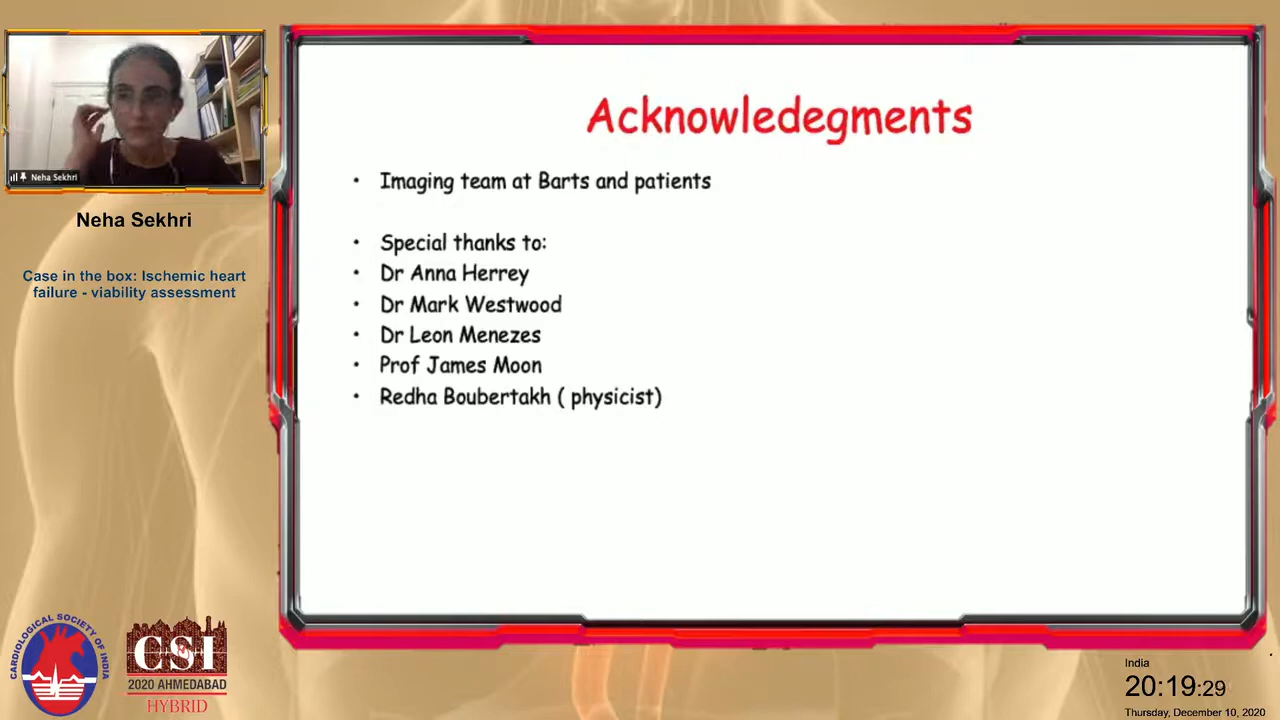 Neha Sekhri
Neha Sekhri
Case in the box: Ischemic heart
failure - viability assessment
Acknowledegments
• Imaging team at Barts and patients
• Special thanks to:
• Dr Anna Herrey
• Dr Mark Westwood
• Dr Leon Menezes
• Prof James Moon
• Redha Boubertakh ( physicist)
CARDIOLOGICAL SOCIETY OF INDIA
CSI
2020 AHMEDABAD
HYBRID
India
20:19:29
Thursday, December 10, 2020